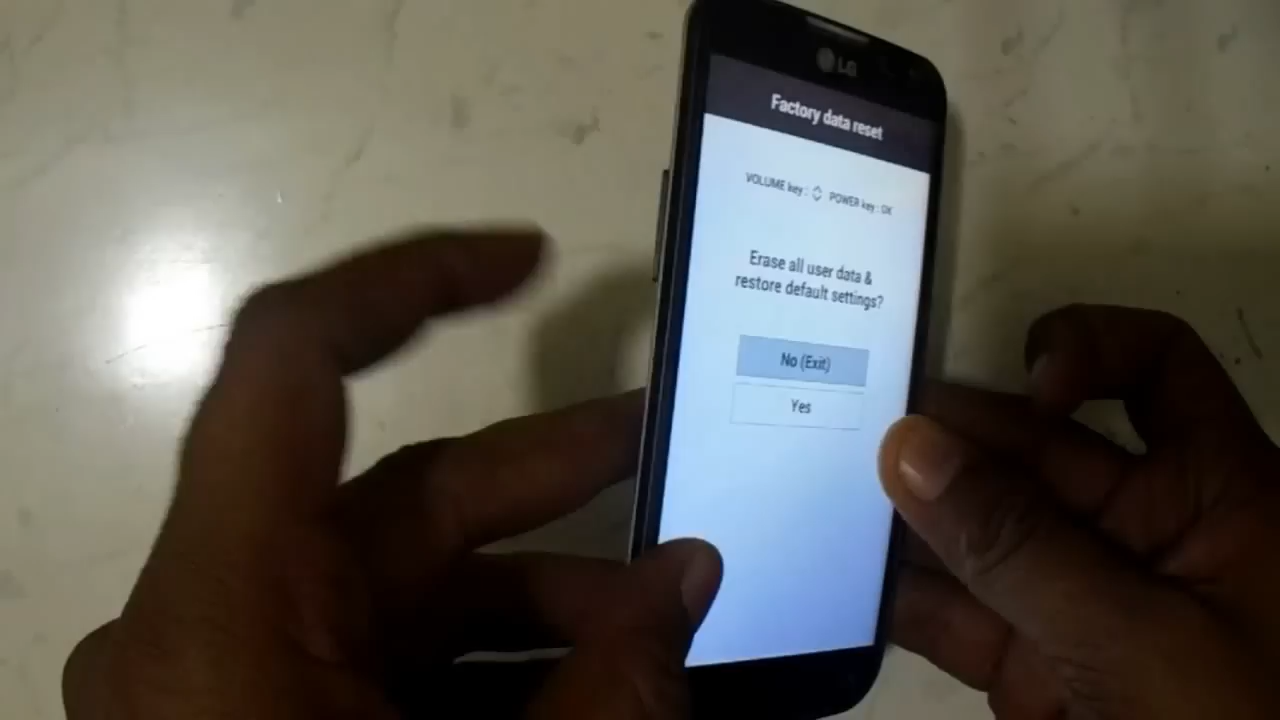 LG
Factory data reset
VOLUME key : POWER key : OK
Erase all user data &
restore default settings?
No (Exit)
Yes